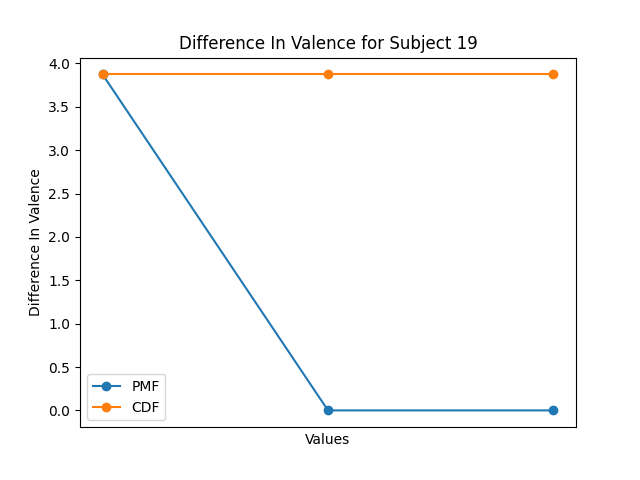 Difference In Valence for Subject 19
Difference In Valence
4.0
3.5
3.0
2.5
2.0
1.5
1.0
0.5
0.0
PMF
CDF
Values